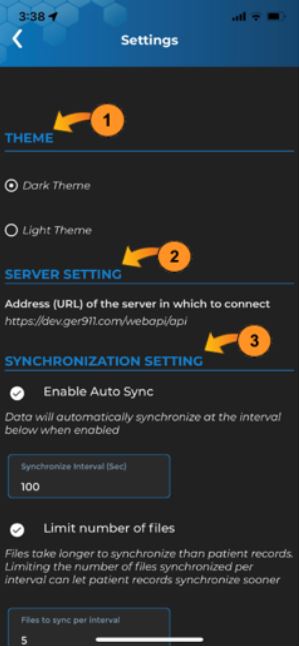 3:38
Settings
1
THEME
Dark Theme
Light Theme
2
SERVER SETTING
Address (URL) of the server in which to connect
https://dev.ger911.com/webapi/api
3
SYNCHRONIZATION SETTING
Enable Auto Sync
Data will automatically synchronize at the interval
below when enabled
Synchronize Interval (Sec)
100
Limit number of files
Files take longer to synchronize than patient records.
Limiting the number of files synchronized per
interval can let patient records synchronize sooner
Files to sync per interval
5